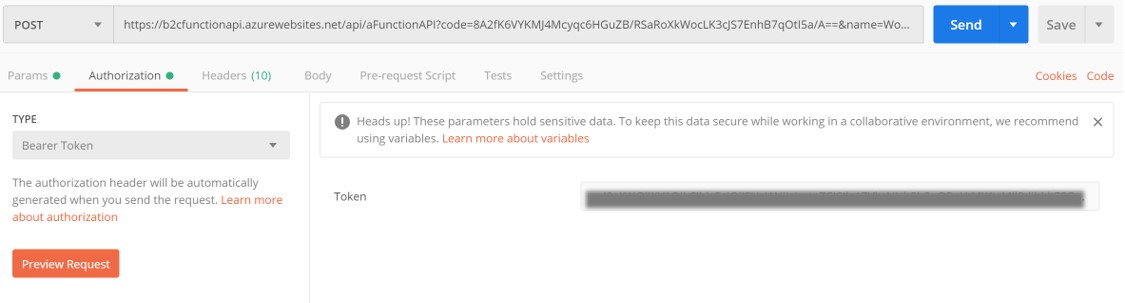 POST
https://b2cfunctionapi.azurewebsites.net/api/aFunctionAPI?code=8A2fK6VYKMJ4Mcyqc6HGuZB/RSaRoXkWocLK3cJS7EnhB7qOtI5a/A==&name=Wo...
Send
Save
Params
Authorization
Headers (10)
Body
Pre-request Script
Tests
Settings
Cookies
Code
TYPE
Bearer Token
The authorization header will be automatically
generated when you send the request. Learn more
about authorization
Preview Request
Heads up! These parameters hold sensitive data. To keep this data secure while working in a collaborative environment, we recommend
using variables. Learn more about variables
Token